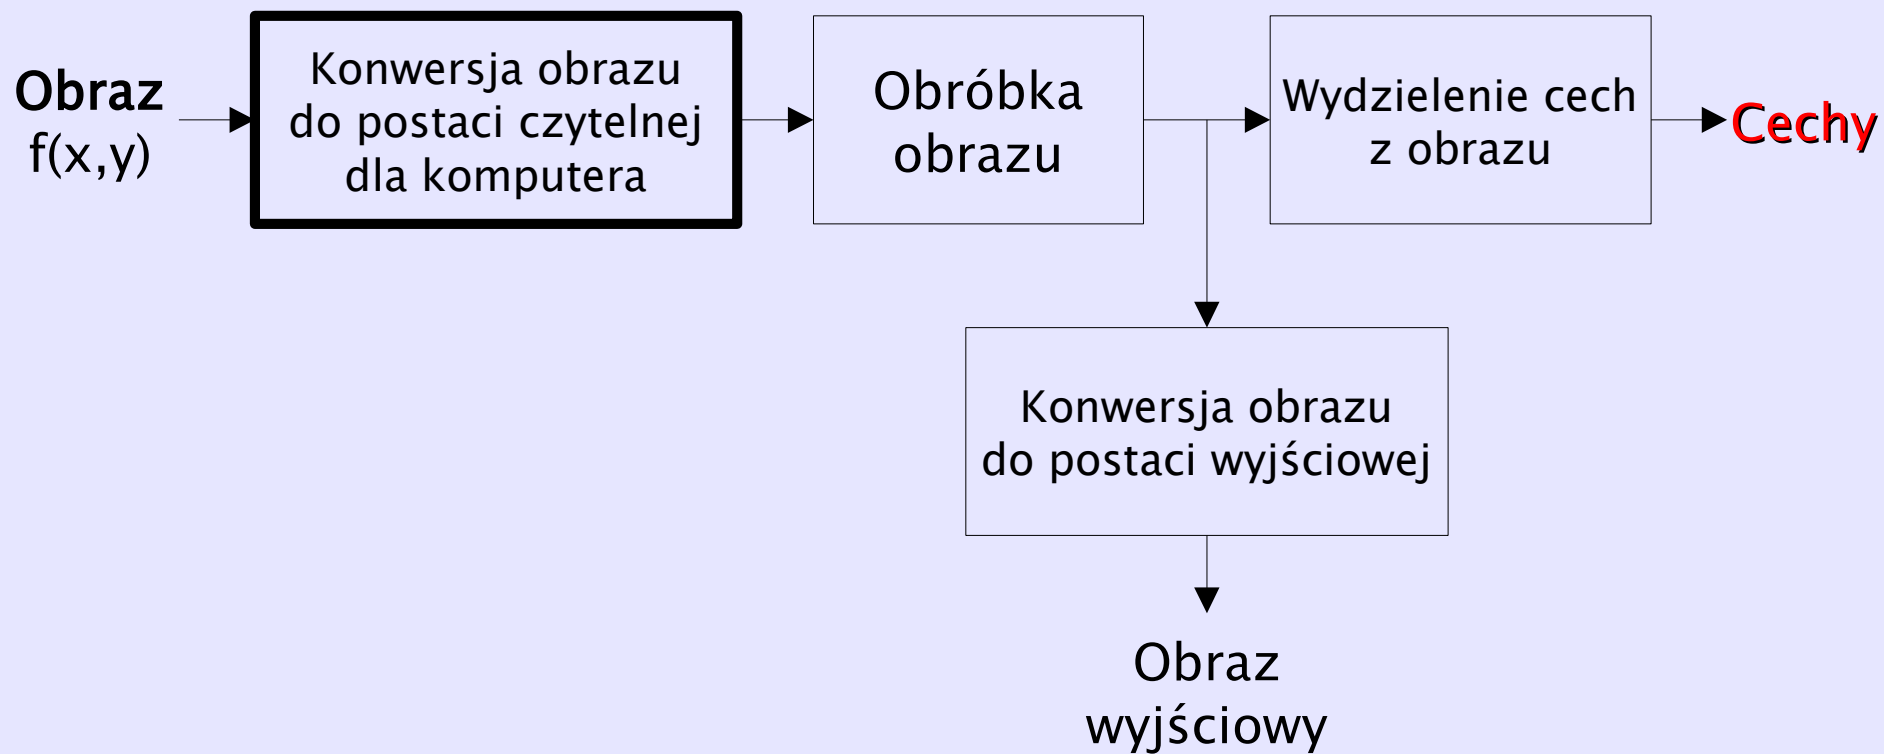 Obraz
f(x,y)
Konwersja obrazu
do postaci czytelnej
dla komputera
Obróbka
obrazu
Wydzielenie cech
z obrazu
Cechy
Konwersja obrazu
do postaci wyjściowej
Obraz
wyjściowy